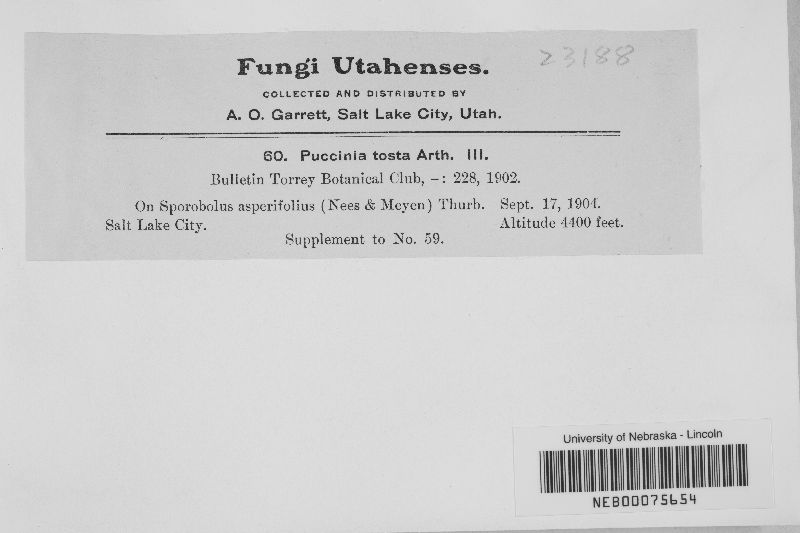 23188
Fungi Utahenses.
COLLECTED AND DISTRIBUTED BY
A. O. Garrett, Salt Lake City, Utah.
60. Puccinia tosta Arth. III.
Bulletin Torrey Botanical Club, –: 228, 1902.
On Sporobolus asperifolius (Nees & Meyen) Thurb. Sept. 17, 1904.
Salt Lake City. Altitude 4400 feet.
Supplement to No. 59.
University of Nebraska - Lincoln
NEB00075654